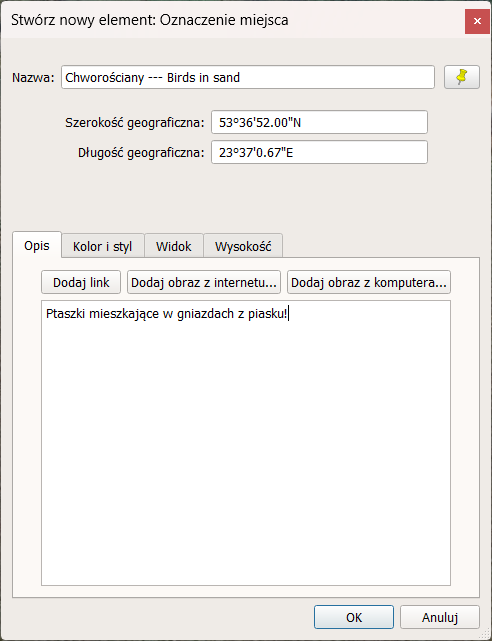 Stwórz nowy element: Oznaczenie miejsca
Nazwa: Chworościany --- Birds in sand
Szerokość geograficzna: 53°36'52.00"N
Długość geograficzna: 23°37'0.67"E
Opis Kolor i styl Widok Wysokość
Dodaj link Dodaj obraz z internetu... Dodaj obraz z komputera...
Ptaszki mieszkające w gniazdach z piasku!
OK Anuluj